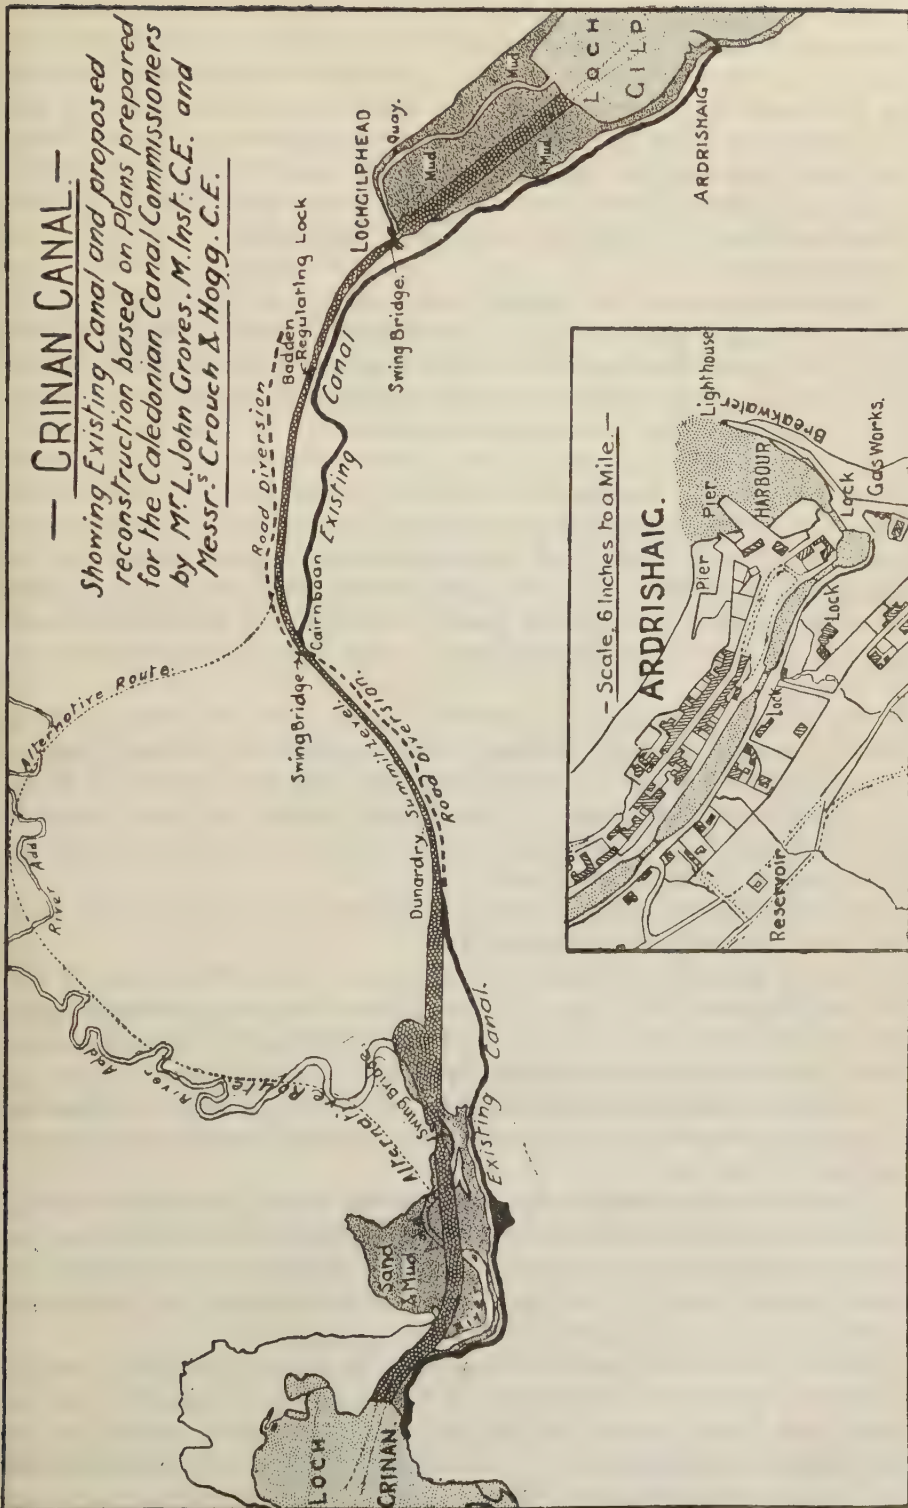 — CRINAN CANAL. —
Showing Existing Canal and proposed
reconstruction based on Plans prepared
for the Caledonian Canal Commissioners
by Mr. L. John Groves. M. Inst. C.E. and
Messrs. Crouch & Hogg. C.E.
LOCH
GILP
Mud
Mud
Mud
ARDRISHAIG
LOCHGILPHEAD
Quay.
Swing Bridge.
Badden
Regulating Lock
Road Diversion
Existing Canal
Cairnbaan
Swing Bridge
Alternative Route
River Add
Summit Level
Road Diversion
Dunardry
River Add
Alternative Route
Swing Bridge
Existing Canal.
Sand
& Mud
LOCH
CRINAN.
- Scale, 6 Inches to a Mile. -
ARDRISHAIG.
Lighthouse
Breakwater
Pier
Pier
HARBOUR
Lock
Gas Works.
Lock
Lock
Reservoir